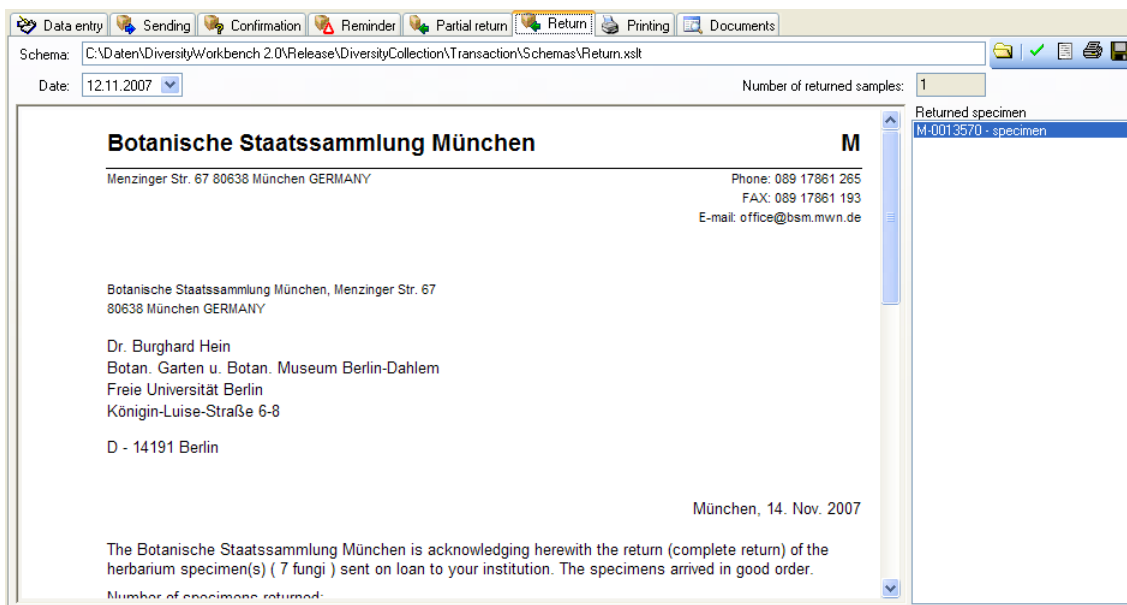 Data entry Sending Confirmation Reminder Partial return Return Printing Documents
Schema: C:\Daten\DiversityWorkbench 2.0\Release\DiversityCollection\Transaction\Schemas\Return.xslt
Date: 12.11.2007 Number of returned samples: 1
Returned specimen
M-0013570 - specimen
Botanische Staatssammlung München M
Menzinger Str. 67 80638 München GERMANY Phone: 089 17861 265
FAX: 089 17861 193
E-mail: office@bsm.mwn.de
Botanische Staatssammlung München, Menzinger Str. 67
80638 München GERMANY
Dr. Burghard Hein
Botan. Garten u. Botan. Museum Berlin-Dahlem
Freie Universität Berlin
Königin-Luise-Straße 6-8
D - 14191 Berlin
München, 14. Nov. 2007
The Botanische Staatssammlung München is acknowledging herewith the return (complete return) of the
herbarium specimen(s) ( 7 fungi ) sent on loan to your institution. The specimens arrived in good order.
Number of specimens returned: